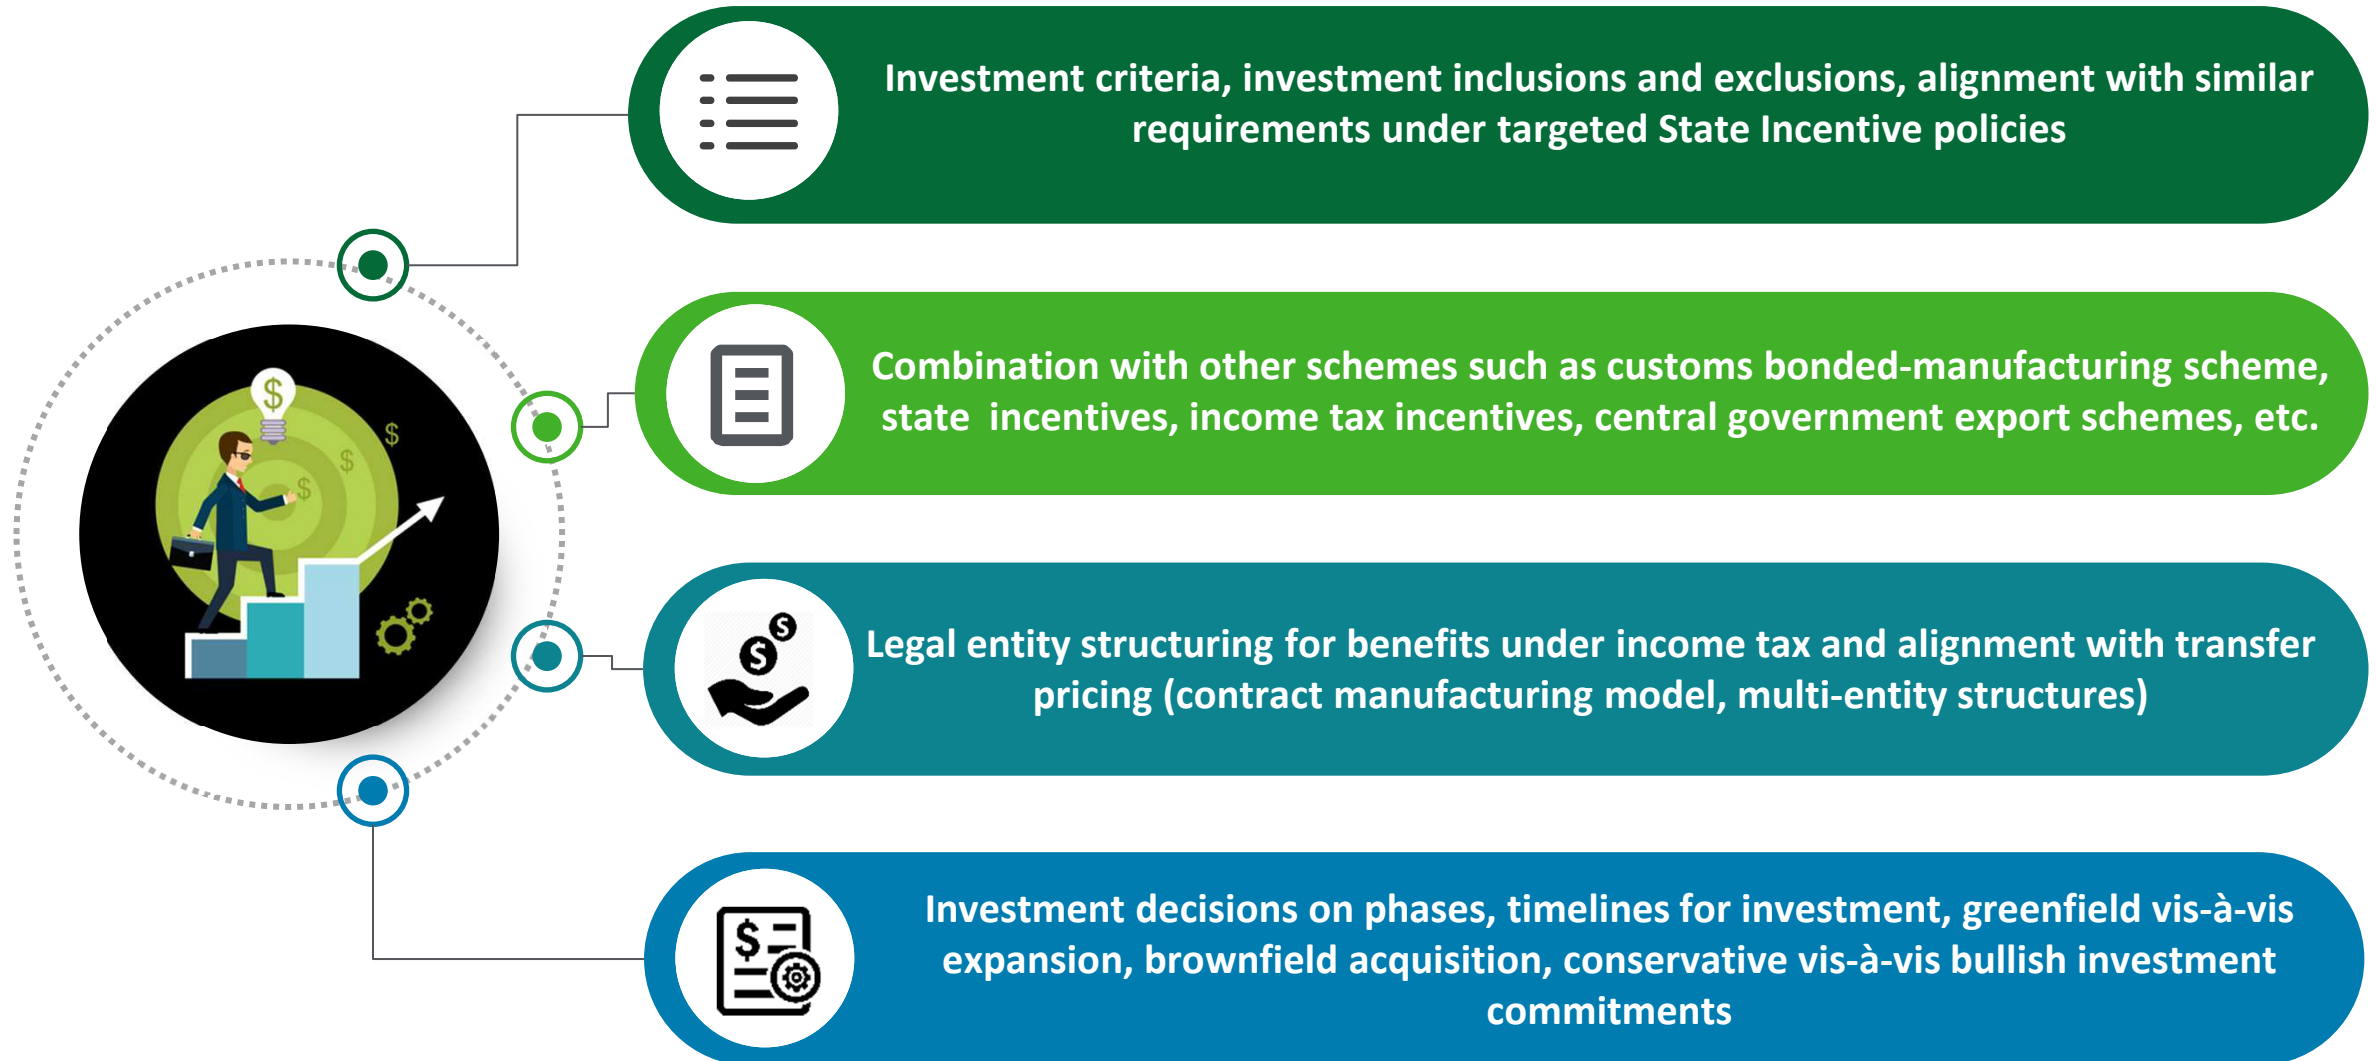 Investment criteria, investment inclusions and exclusions, alignment with similar
requirements under targeted State Incentive policies
Combination with other schemes such as customs bonded-manufacturing scheme,
state  incentives, income tax incentives, central government export schemes, etc.
$
$
$
$
Legal entity structuring for benefits under income tax and alignment with transfer
pricing (contract manufacturing model, multi-entity structures)
$
$
Investment decisions on phases, timelines for investment, greenfield vis-à-vis
expansion, brownfield acquisition, conservative vis-à-vis bullish investment
commitments
$